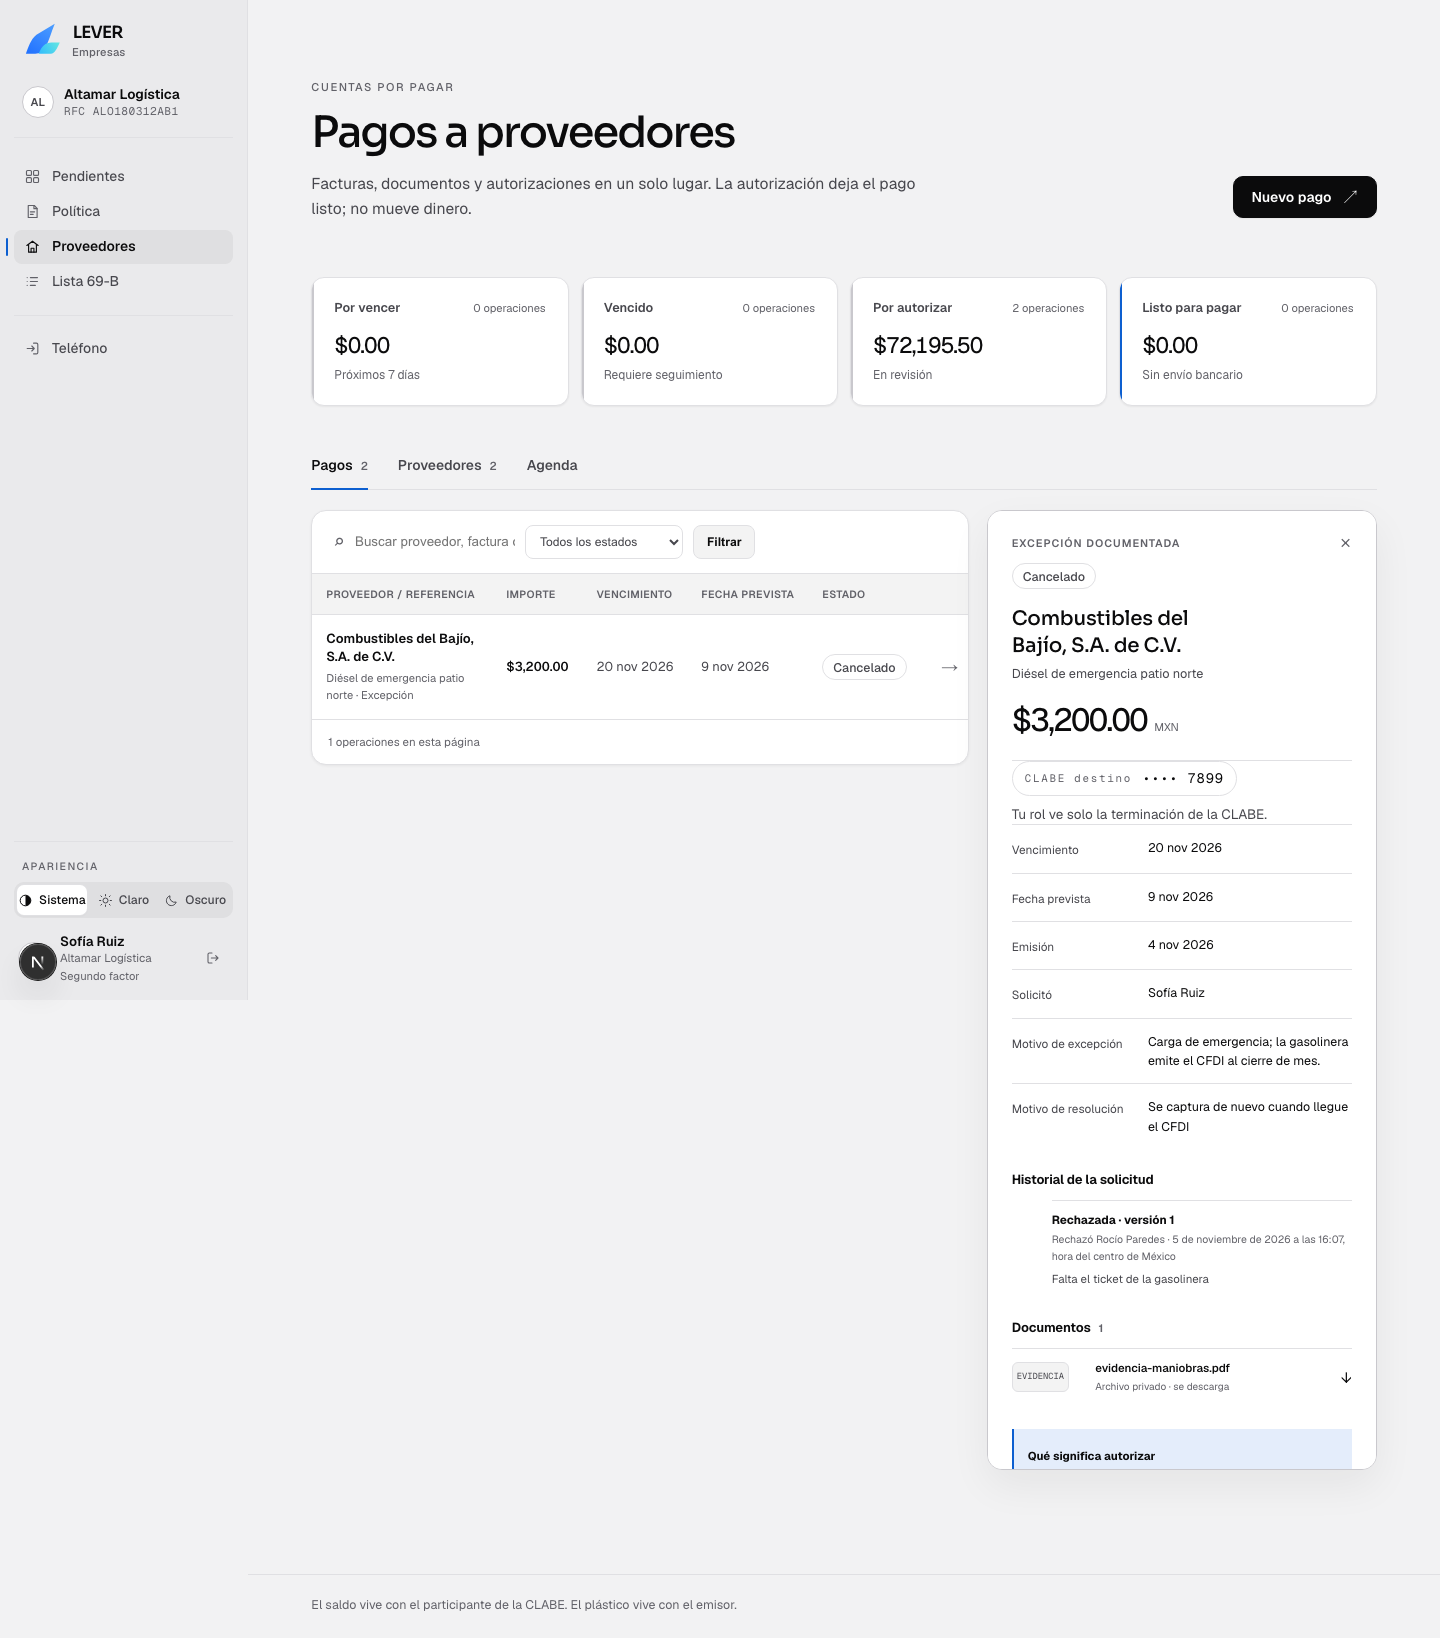 LEVER
Empresas
AL
Altamar Logística
RFC ALO180312AB1
Pendientes
Política
Proveedores
Lista 69-B
Teléfono
APARIENCIA
Sistema
Claro
Oscuro
N
Sofía Ruiz
Altamar Logística
Segundo factor
CUENTAS POR PAGAR
Pagos a proveedores
Facturas, documentos y autorizaciones en un solo lugar. La autorización deja el pago
listo; no mueve dinero.
Nuevo pago
Por vencer
0 operaciones
$0.00
Próximos 7 días
Vencido
0 operaciones
$0.00
Requiere seguimiento
Por autorizar
2 operaciones
$72,195.50
En revisión
Listo para pagar
0 operaciones
$0.00
Sin envío bancario
Pagos 2
Proveedores 2
Agenda
Buscar proveedor, factura
Todos los estados
Filtrar
PROVEEDOR / REFERENCIA
IMPORTE
VENCIMIENTO
FECHA PREVISTA
ESTADO
Combustibles del Bajío,
S.A. de C.V.
Diésel de emergencia patio
norte · Excepción
$3,200.00
20 nov 2026
9 nov 2026
Cancelado
1 operaciones en esta página
EXCEPCIÓN DOCUMENTADA
Cancelado
Combustibles del
Bajío, S.A. de C.V.
Diésel de emergencia patio norte
$3,200.00 MXN
CLABE destino •••• 7899
Tu rol ve solo la terminación de la CLABE.
Vencimiento
20 nov 2026
Fecha prevista
9 nov 2026
Emisión
4 nov 2026
Solicitó
Sofía Ruiz
Motivo de excepción
Carga de emergencia; la gasolinera
emite el CFDI al cierre de mes.
Motivo de resolución
Se captura de nuevo cuando llegue
el CFDI
Historial de la solicitud
Rechazada · versión 1
Rechazó Rocío Paredes · 5 de noviembre de 2026 a las 16:07,
hora del centro de México
Falta el ticket de la gasolinera
Documentos 1
EVIDENCIA
evidencia-maniobras.pdf
Archivo privado · se descarga
Qué significa autorizar
El saldo vive con el participante de la CLABE. El plástico vive con el emisor.